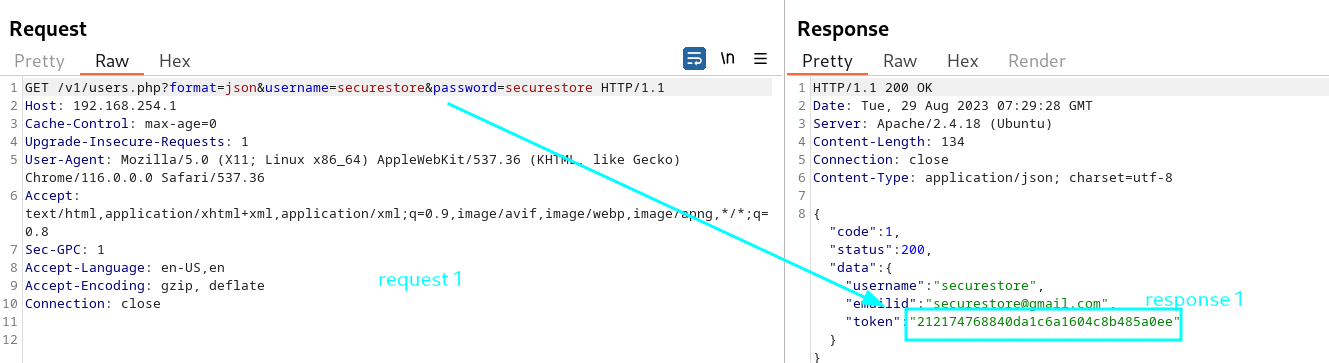 Request
Pretty Raw Hex
\n
1 GET /v1/users.php?format=json&username=securestore&password=securestore HTTP/1.1
2 Host: 192.168.254.1
3 Cache-Control: max-age=0
4 Upgrade-Insecure-Requests: 1
5 User-Agent: Mozilla/5.0 (X11; Linux x86_64) AppleWebKit/537.36 (KHTML, like Gecko)
Chrome/116.0.0.0 Safari/537.36
6 Accept:
text/html,application/xhtml+xml,application/xml;q=0.9,image/avif,image/webp,image/apng,*/*;q=
0.8
7 Sec-GPC: 1
8 Accept-Language: en-US,en
9 Accept-Encoding: gzip, deflate
10 Connection: close
11
12
request 1
Response
Pretty Raw Hex Render
1 HTTP/1.1 200 OK
2 Date: Tue, 29 Aug 2023 07:29:28 GMT
3 Server: Apache/2.4.18 (Ubuntu)
4 Content-Length: 134
5 Connection: close
6 Content-Type: application/json; charset=utf-8
7
8 {
"code":1,
"status":200,
"data":{
"username":"securestore",
"emailid":"securestore@gmail.com",
"token":"212174768840da1c6a1604c8b485a0ee"
}
}
response 1